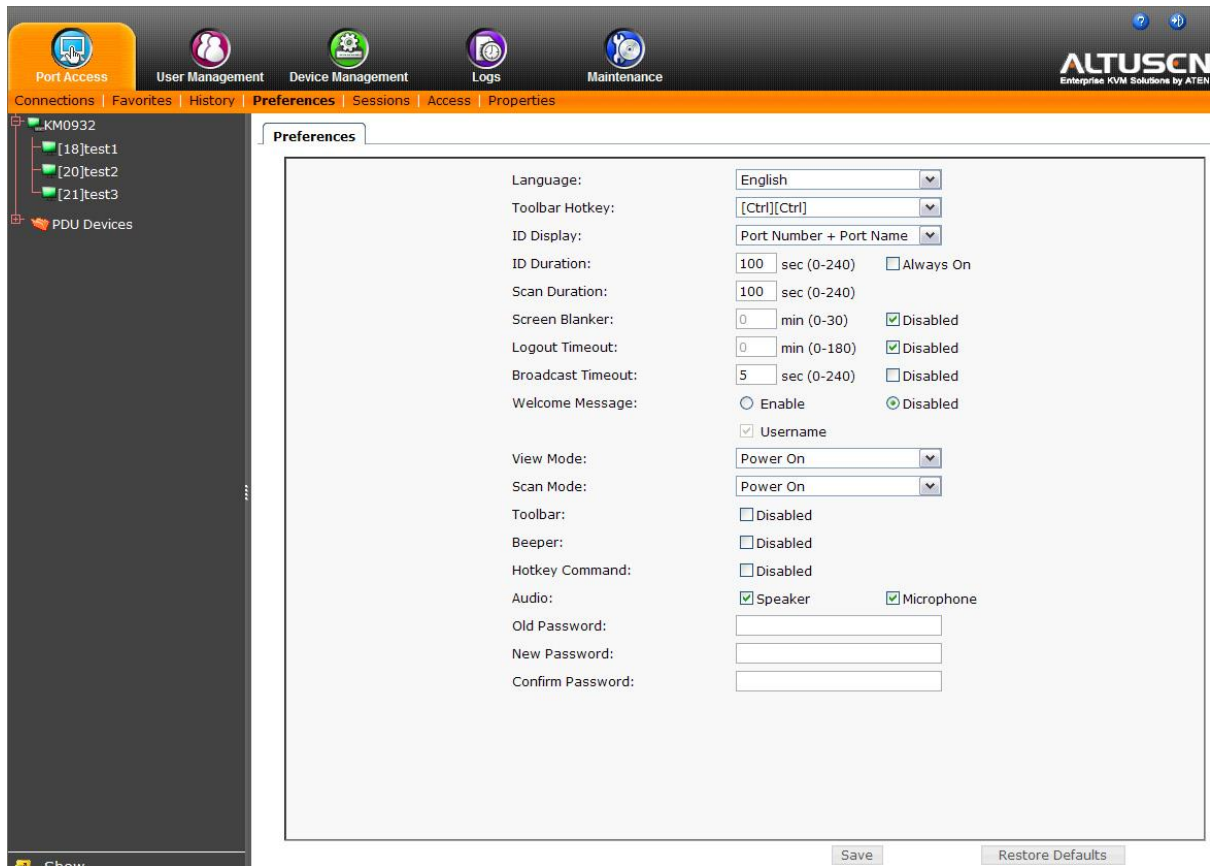 Port Access User Management Device Management Logs Maintenance
ALTUSEN
Enterprise KVM Solutions by ATEN
Connections | Favorites | History | Preferences | Sessions | Access | Properties
KM0932
[18]test1
[20]test2
[21]test3
PDU Devices
Preferences
Language: English
Toolbar Hotkey: [Ctrl][Ctrl]
ID Display: Port Number + Port Name
ID Duration: 100 sec (0-240) Always On
Scan Duration: 100 sec (0-240)
Screen Blanker: 0 min (0-30) Disabled
Logout Timeout: 0 min (0-180) Disabled
Broadcast Timeout: 5 sec (0-240) Disabled
Welcome Message: Enable Disabled
Username
View Mode: Power On
Scan Mode: Power On
Toolbar: Disabled
Beeper: Disabled
Hotkey Command: Disabled
Audio: Speaker Microphone
Old Password:
New Password:
Confirm Password:
Show
Save Restore Defaults